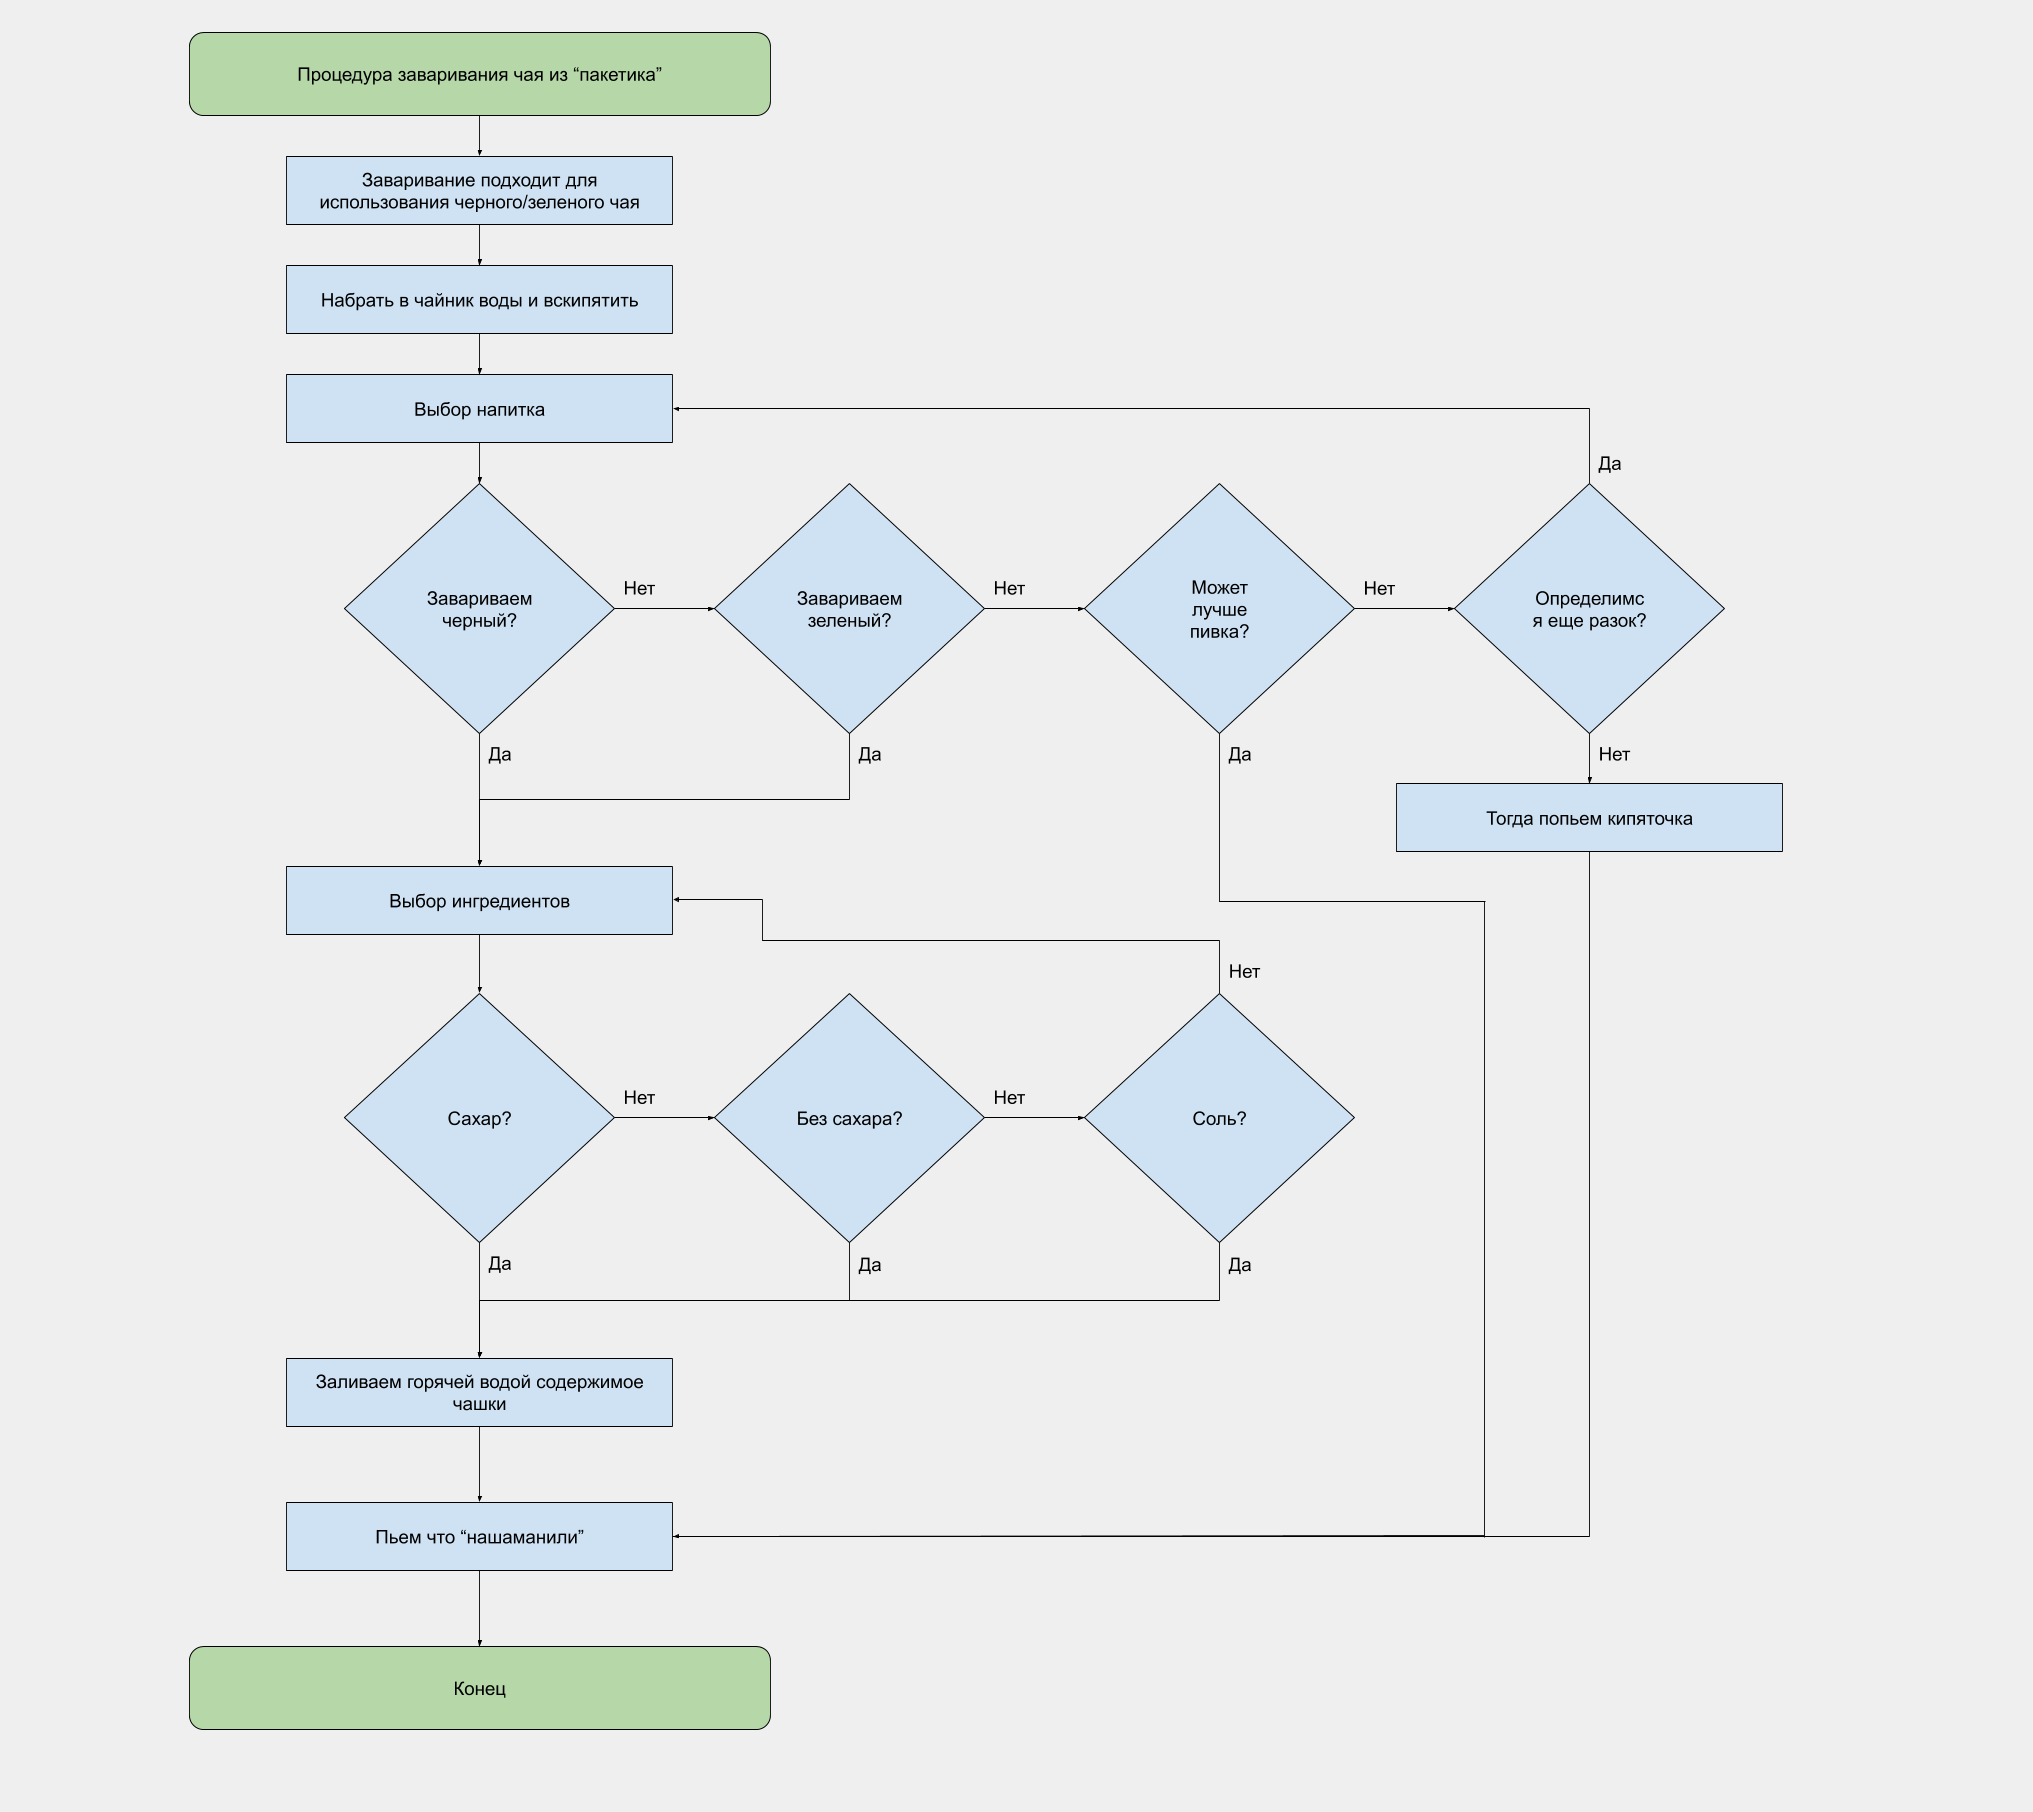 Процедура заваривания чая из “пакетика”
Заваривание подходит для
использования черного/зеленого чая
Набрать в чайник воды и вскипятить
Выбор напитка
Да
Завариваем
черный?
Нет
Завариваем
зеленый?
Нет
Может
лучше
пивка?
Нет
Определимс
я еще разок?
Да
Да
Да
Нет
Тогда попьем кипяточка
Выбор ингредиентов
Нет
Сахар?
Нет
Без сахара?
Нет
Соль?
Да
Да
Да
Заливаем горячей водой содержимое
чашки
Пьем что “нашаманили”
Конец